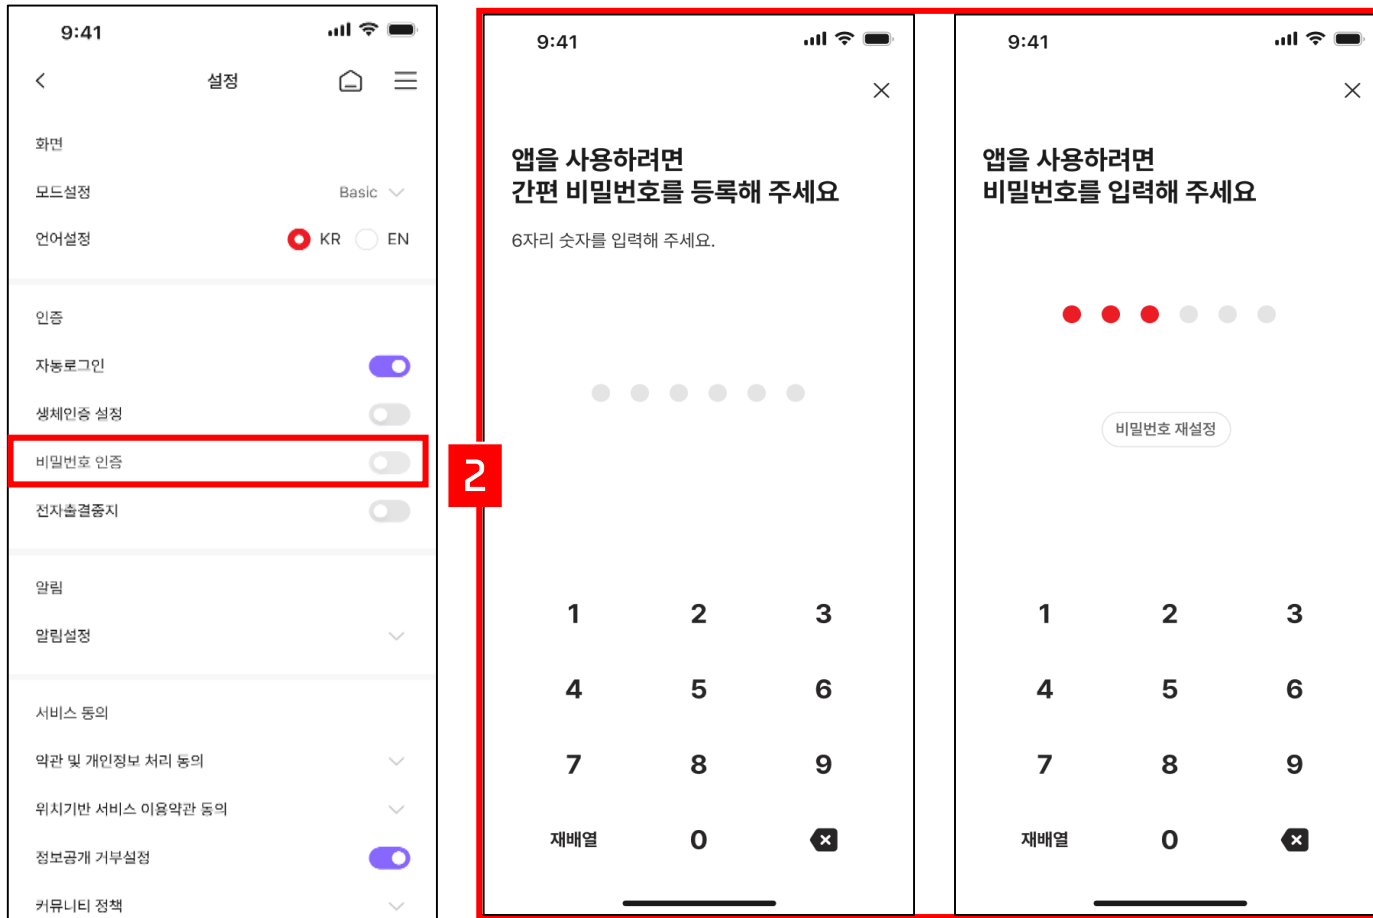 9:41
설정
화면
모드설정
Basic
언어설정
KR
EN
인증
자동로그인
생체인증 설정
비밀번호 인증
전자출결중지
알림
알림설정
서비스 동의
약관 및 개인정보 처리 동의
위치기반 서비스 이용약관 동의
정보공개 거부설정
커뮤니티 정책
2
9:41
앱을 사용하려면
간편 비밀번호를 등록해 주세요
6자리 숫자를 입력해 주세요.
1 2 3
4 5 6
7 8 9
재배열 0
9:41
앱을 사용하려면
비밀번호를 입력해 주세요
비밀번호 재설정
1 2 3
4 5 6
7 8 9
재배열 0